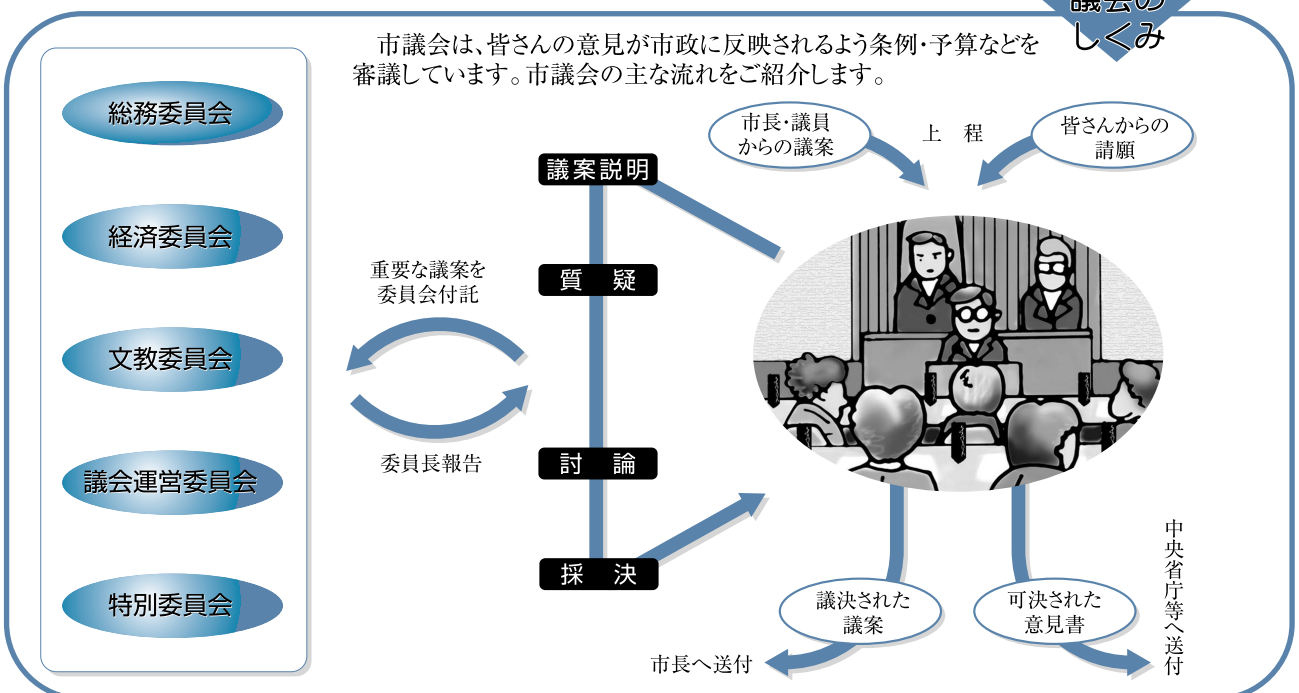 議会の
しくみ
市議会は、皆さんの意見が市政に反映されるよう条例・予算などを
審議しています。市議会の主な流れをご紹介します。
総務委員会
経済委員会
文教委員会
議会運営委員会
特別委員会
重要な議案を
委員会付託
委員長報告
議案説明
質　疑
討　論
採　決
市長・議員
からの議案
上　程
皆さんからの
請願
議決された
議案
市長へ送付
可決された
意見書
中央省庁等へ送付